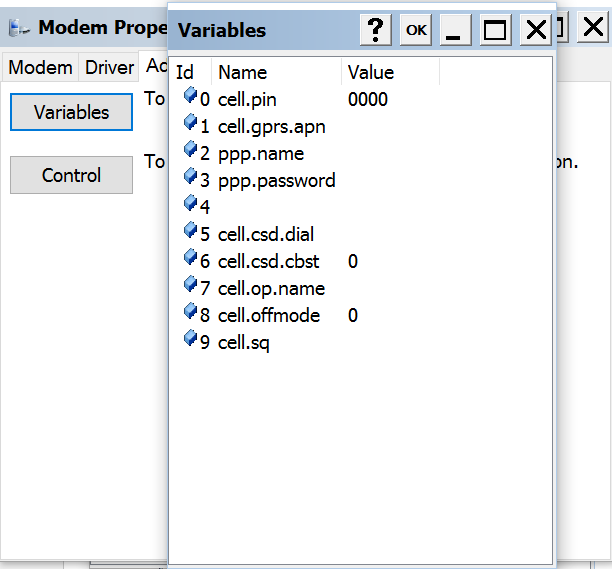 Modem Prope
Variables
? OK
Modem Driver Ad
Variables
To
Control
To
on.
Id Name Value
0 cell.pin 0000
1 cell.gprs.apn
2 ppp.name
3 ppp.password
4
5 cell.csd.dial
6 cell.csd.cbst 0
7 cell.op.name
8 cell.offmode 0
9 cell.sq